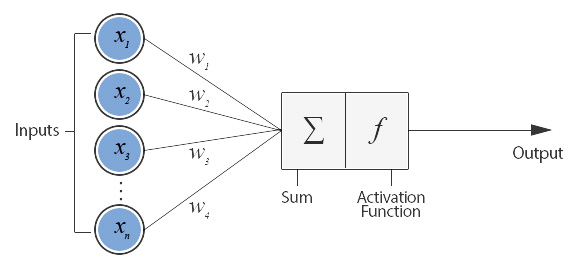 x1
w1
x2
w2
Inputs
x3
w3
Σ
f
Output
Sum
Activation
Function
xn
w4